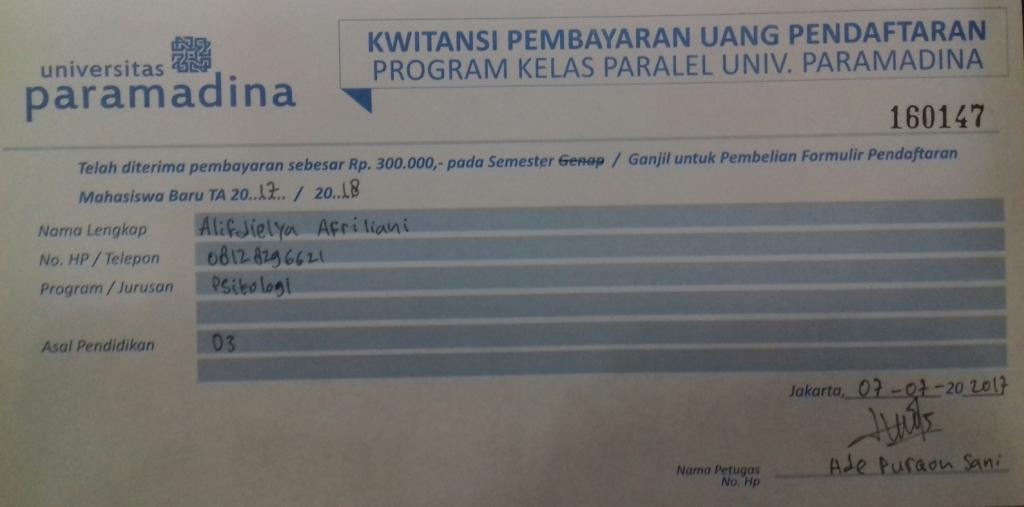 universitas
paramadina
KWITANSI PEMBAYARAN UANG PENDAFTARAN
PROGRAM KELAS PARALEL UNIV. PARAMADINA
160147
Telah diterima pembayaran sebesar Rp. 300.000,- pada Semester Genap / Ganjil untuk Pembelian Formulir Pendaftaran
Mahasiswa Baru TA 20..17.. / 20..18
Nama Lengkap Alifdielya Afriliani
No. HP / Telepon 08128296621
Program / Jurusan Psikologi
Asal Pendidikan D3
Jakarta, 07-07-20 2017
Ade Puraon Sani
Nama Petugas
No. Hp